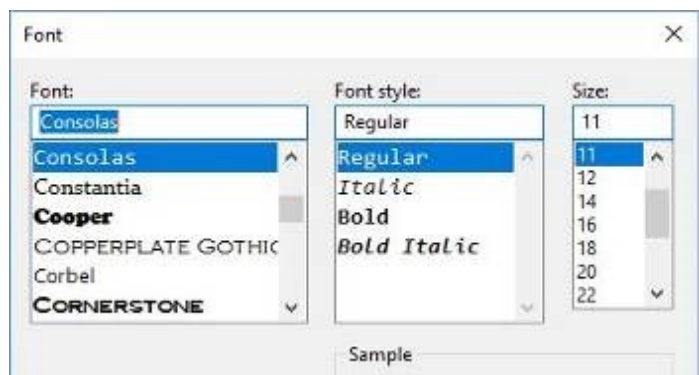 Font
Font: Font style: Size:
Consolas Regular 11
Consolas Regular 11
Constantia Italic 12
Cooper Bold 14
COPPERPLATE GOTHIC Bold Italic 16
Corbel 18
CORNERSTONE 20
22
Sample